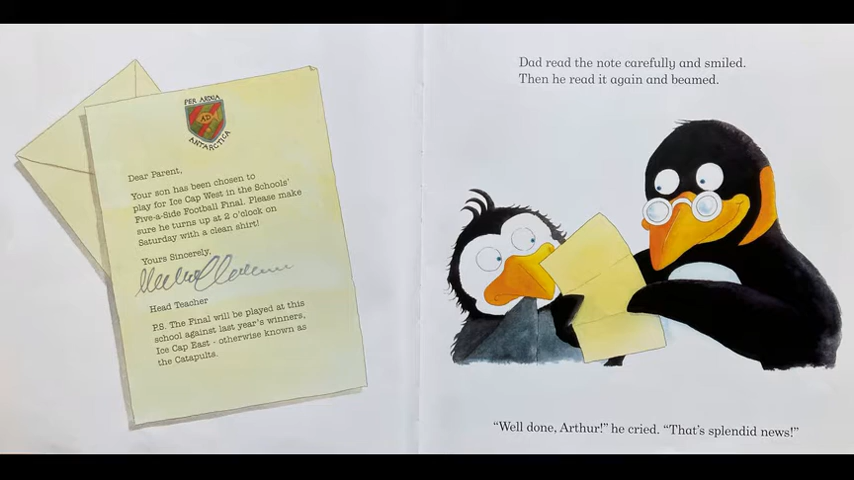 PER ARDUA
AD
ANTARCTICA
Dear Parent,
Your son has been chosen to
play for Ice Cap West in the Schools'
Five-a-Side Football Final. Please make
sure he turns up at 2 o'clock on
Saturday with a clean shirt!
Yours Sincerely,
Head Teacher
P.S. The Final will be played at this
school against last year's winners,
Ice Cap East - otherwise known as
the Catapults.
Dad read the note carefully and smiled.
Then he read it again and beamed.
“Well done, Arthur!” he cried. “That's splendid news!”